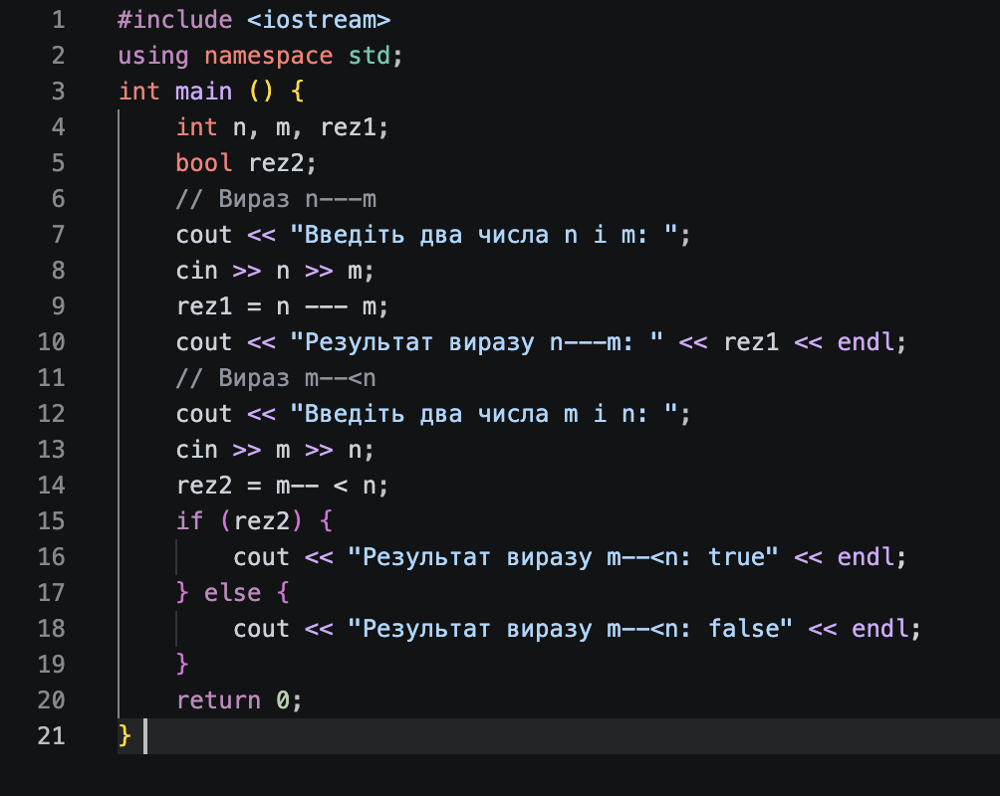 1 #include <iostream>
2 using namespace std;
3 int main () {
4     int n, m, rez1;
5     bool rez2;
6     // Вираз n---m
7     cout << "Введіть два числа n і m: ";
8     cin >> n >> m;
9     rez1 = n --- m;
10     cout << "Результат виразу n---m: " << rez1 << endl;
11     // Вираз m--<n
12     cout << "Введіть два числа m і n: ";
13     cin >> m >> n;
14     rez2 = m-- < n;
15     if (rez2) {
16         cout << "Результат виразу m--<n: true" << endl;
17     } else {
18         cout << "Результат виразу m--<n: false" << endl;
19     }
20     return 0;
21 }